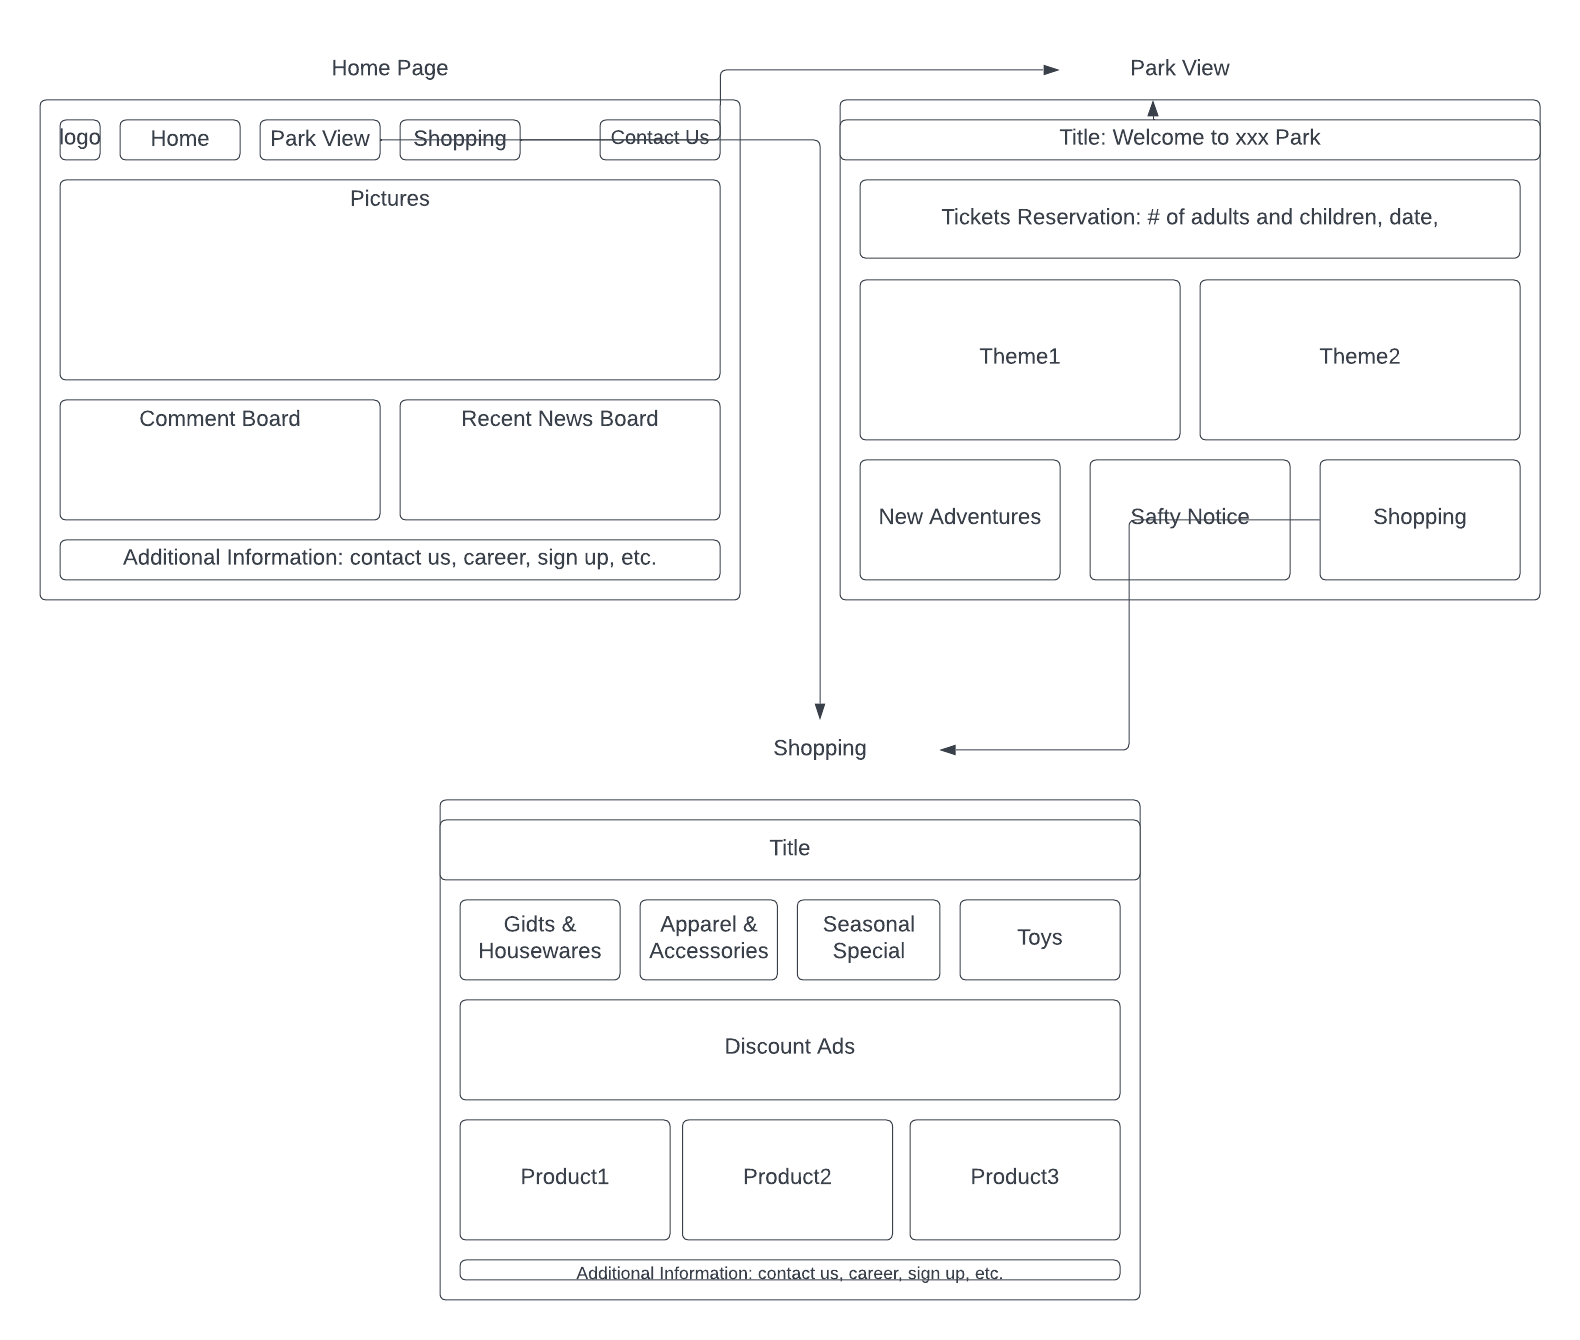 Home Page
logo
Home
Park View
Shopping
Contact Us
Pictures
Comment Board
Recent News Board
Additional Information: contact us, career, sign up, etc.
Park View
Title: Welcome to xxx Park
Tickets Reservation: # of adults and children, date,
Theme1
Theme2
New Adventures
Safty Notice
Shopping
Shopping
Title
Gidts &
Housewares
Apparel &
Accessories
Seasonal
Special
Toys
Discount Ads
Product1
Product2
Product3
Additional Information: contact us, career, sign up, etc.